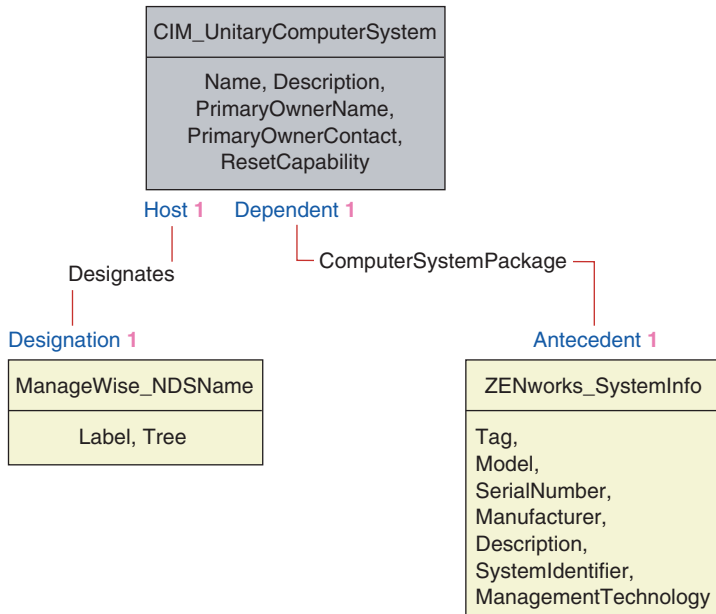 CIM_UnitaryComputerSystem
Name, Description,
PrimaryOwnerName,
PrimaryOwnerContact,
ResetCapability
Host 1 Dependent 1
Designates
ComputerSystemPackage
Designation 1
Antecedent 1
ManageWise_NDSName
Label, Tree
ZENworks_SystemInfo
Tag,
Model,
SerialNumber,
Manufacturer,
Description,
SystemIdentifier,
ManagementTechnology